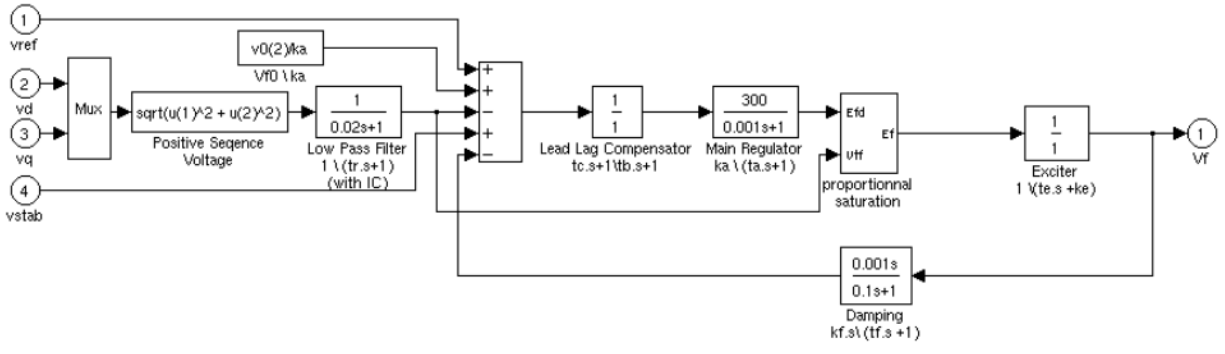 1
vref
v0(2)/ka
Vf0 \ ka
2
vd
3
vq
Mux
sqrt(u(1)^2 + u(2)^2)
Positive Seqence
Voltage
1
0.02s+1
Low Pass Filter
1 \ (tr.s+1)
(with IC)
4
vstab
+
+
−
+
−
1
1
Lead Lag Compensator
tc.s+1\tb.s+1
300
0.001s+1
Main Regulator
ka \ (ta.s+1)
Efd
Ef
Vtf
proportionnal
saturation
1
1
Exciter
1 \(te.s +ke)
1
Vf
0.001s
0.1s+1
Damping
kf.s\ (tf.s +1)